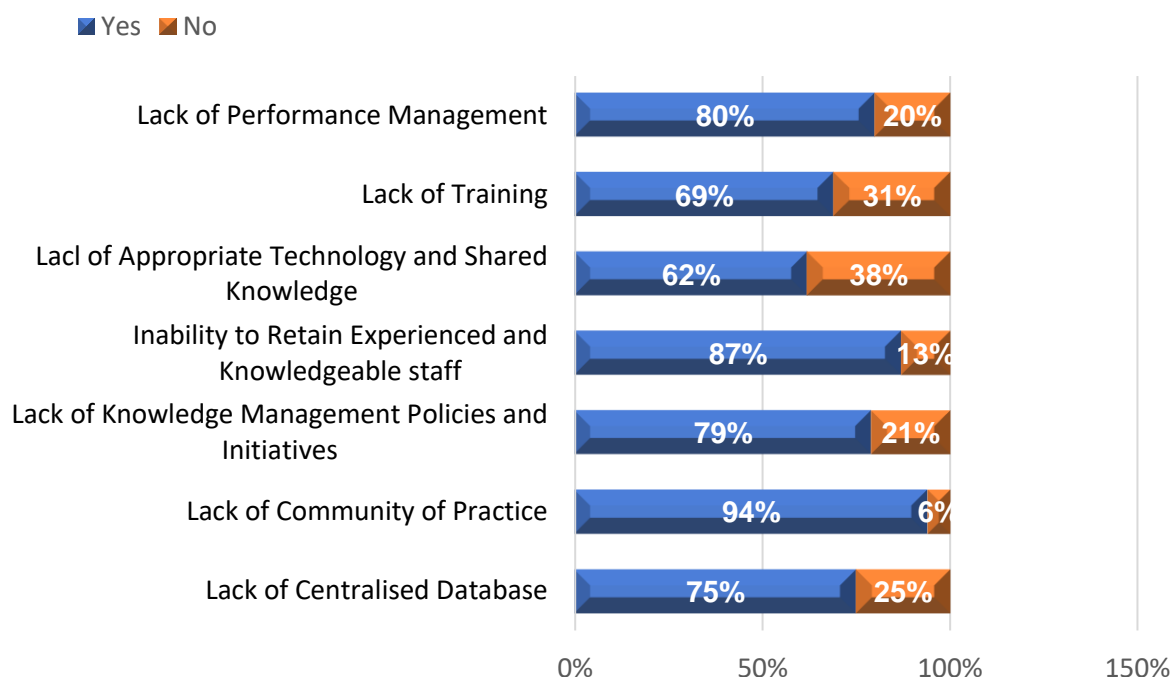 Yes No
Lack of Performance Management
80% 20%
Lack of Training
69% 31%
Lacl of Appropriate Technology and Shared
Knowledge
62% 38%
Inability to Retain Experienced and
Knowledgeable staff
87% 13%
Lack of Knowledge Management Policies and
Initiatives
79% 21%
Lack of Community of Practice
94% 6%
Lack of Centralised Database
75% 25%
0% 50% 100% 150%